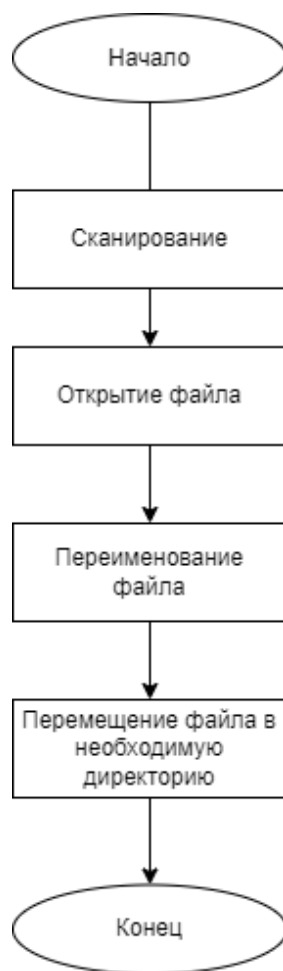 Начало
Сканирование
Открытие файла
Переименование
файла
Перемещение файла в
необходимую
директорию
Конец